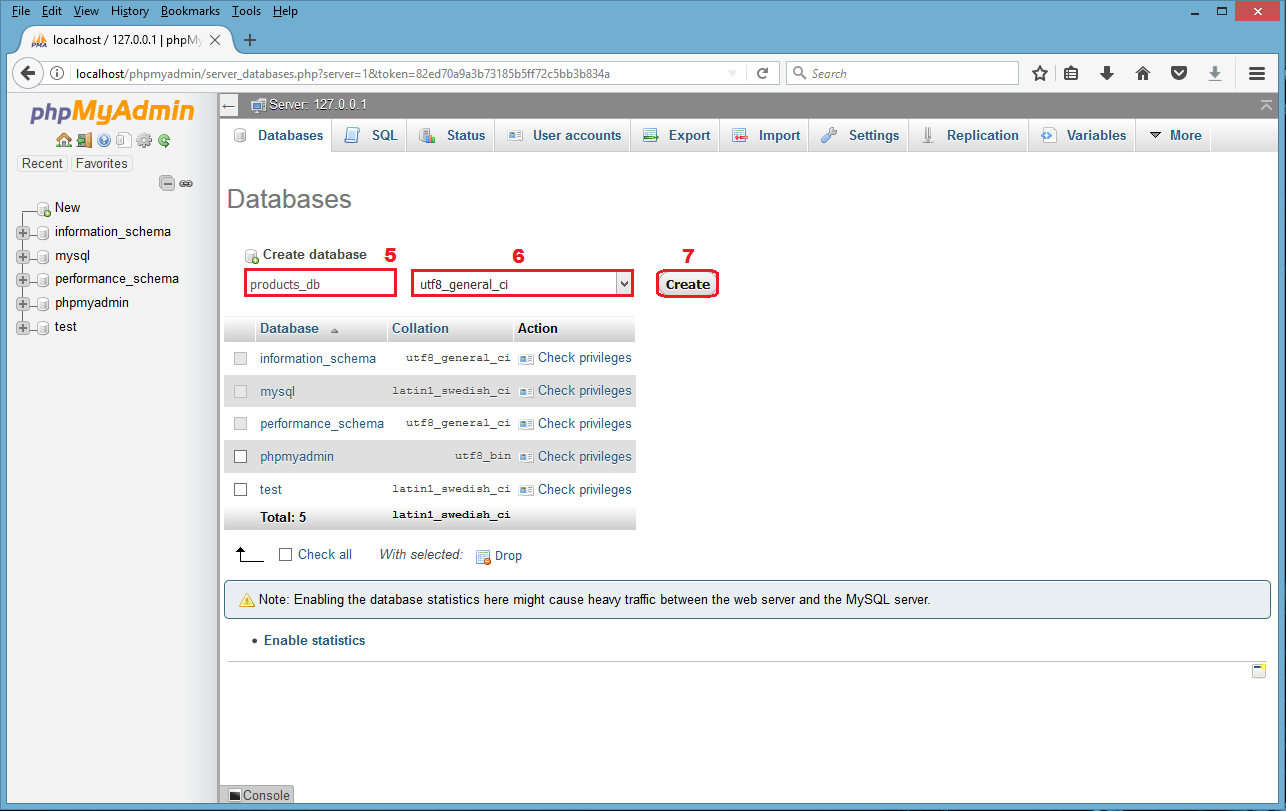 File Edit View History Bookmarks Tools Help
localhost / 127.0.0.1 | phpMy
localhost/phpmyadmin/server_databases.php?server=1&token=82ed70a9a3b73185b5ff72c5bb3b834a
Search
phpMyAdmin
Recent Favorites
New
information_schema
mysql
performance_schema
phpmyadmin
test
Server: 127.0.0.1
Databases SQL Status User accounts Export Import Settings Replication Variables More
Databases
Create database 5 6 7
products_db utf8_general_ci Create
Database Collation Action
information_schema utf8_general_ci Check privileges
mysql latin1_swedish_ci Check privileges
performance_schema utf8_general_ci Check privileges
phpmyadmin utf8_bin Check privileges
test latin1_swedish_ci Check privileges
Total: 5 latin1_swedish_ci
Check all With selected: Drop
Note: Enabling the database statistics here might cause heavy traffic between the web server and the MySQL server.
• Enable statistics
Console